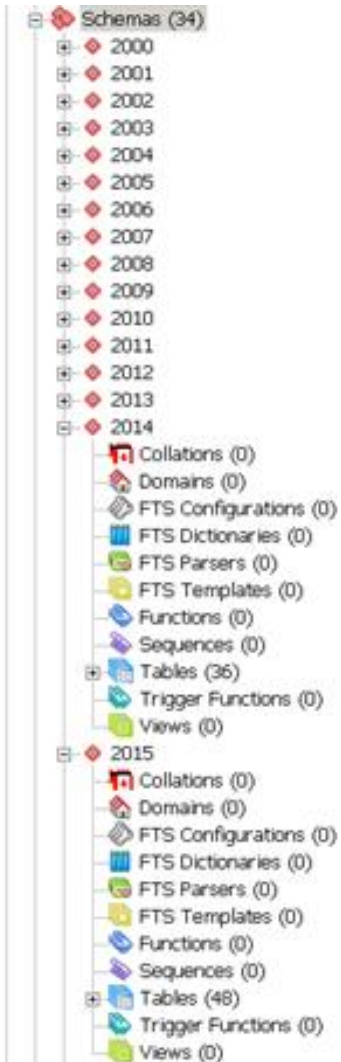 Schemas (34)
2000
2001
2002
2003
2004
2005
2006
2007
2008
2009
2010
2011
2012
2013
2014
Collations (0)
Domains (0)
FTS Configurations (0)
FTS Dictionaries (0)
FTS Parsers (0)
FTS Templates (0)
Functions (0)
Sequences (0)
Tables (36)
Trigger Functions (0)
Views (0)
2015
Collations (0)
Domains (0)
FTS Configurations (0)
FTS Dictionaries (0)
FTS Parsers (0)
FTS Templates (0)
Functions (0)
Sequences (0)
Tables (48)
Trigger Functions (0)
Views (0)